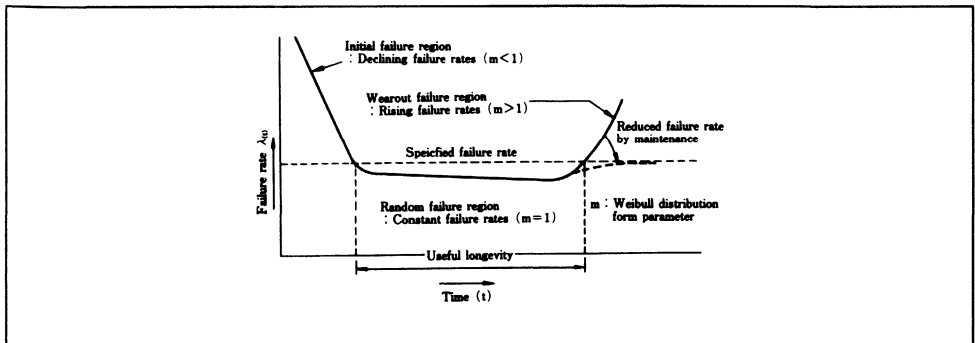 Initial failure region
: Declining failure rates (m<1)
Wearout failure region
: Rising failure rates (m>1)
Reduced failure rate
by maintenance
Speicfied failure rate
Failure rate λ(t)
Random failure region
: Constant failure rates (m=1)
m : Weibull distribution
form parameter
Useful longevity
Time (t)